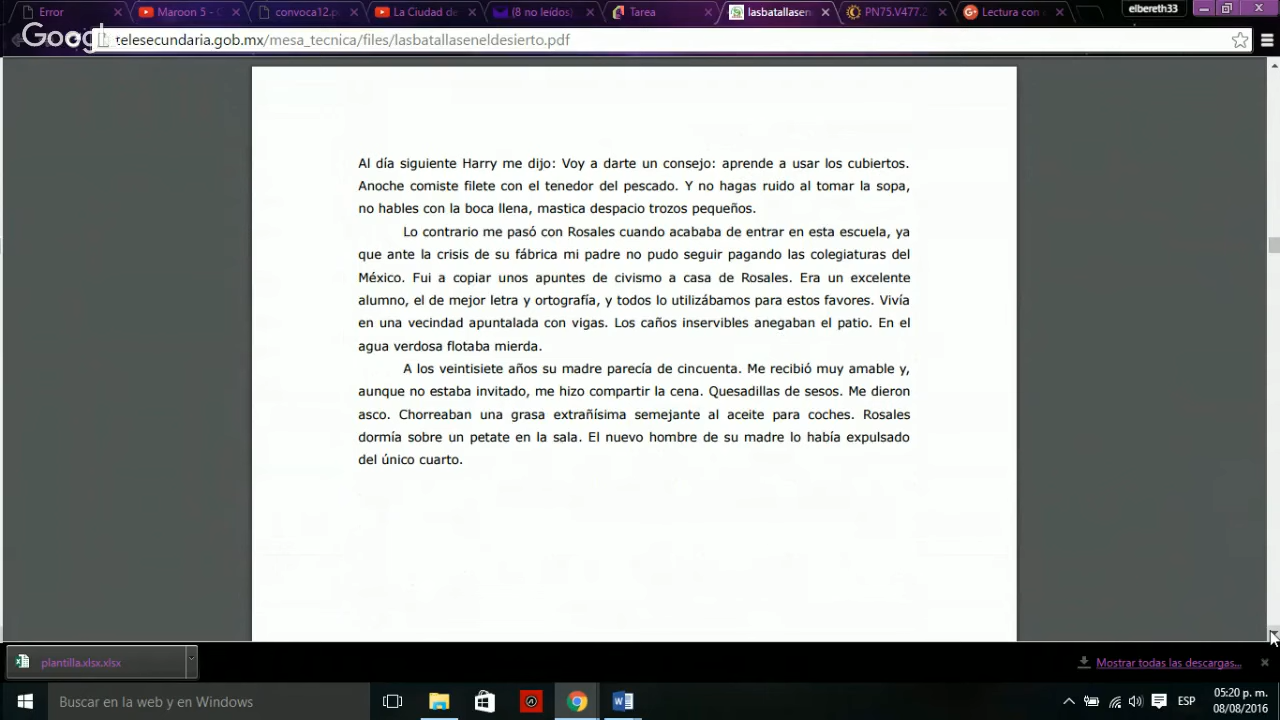 Error
Maroon 5 - C
convoca12.p
La Ciudad de
(8 no leídos)
Tarea
lasbatallasen
PN75.V477.2
Lectura con
elbereth33
telesecundaria.gob.mx/mesa_tecnica/files/lasbatallaseneldesierto.pdf
Al día siguiente Harry me dijo: Voy a darte un consejo: aprende a usar los cubiertos.
Anoche comiste filete con el tenedor del pescado. Y no hagas ruido al tomar la sopa,
no hables con la boca llena, mastica despacio trozos pequeños.
Lo contrario me pasó con Rosales cuando acababa de entrar en esta escuela, ya
que ante la crisis de su fábrica mi padre no pudo seguir pagando las colegiaturas del
México. Fui a copiar unos apuntes de civismo a casa de Rosales. Era un excelente
alumno, el de mejor letra y ortografía, y todos lo utilizábamos para estos favores. Vivía
en una vecindad apuntalada con vigas. Los caños inservibles anegaban el patio. En el
agua verdosa flotaba mierda.
A los veintisiete años su madre parecía de cincuenta. Me recibió muy amable y,
aunque no estaba invitado, me hizo compartir la cena. Quesadillas de sesos. Me dieron
asco. Chorreaban una grasa extrañísima semejante al aceite para coches. Rosales
dormía sobre un petate en la sala. El nuevo hombre de su madre lo había expulsado
del único cuarto.
plantilla.xlsx.xlsx
Mostrar todas las descargas...
Buscar en la web y en Windows
ESP
05:20 p. m.
08/08/2016